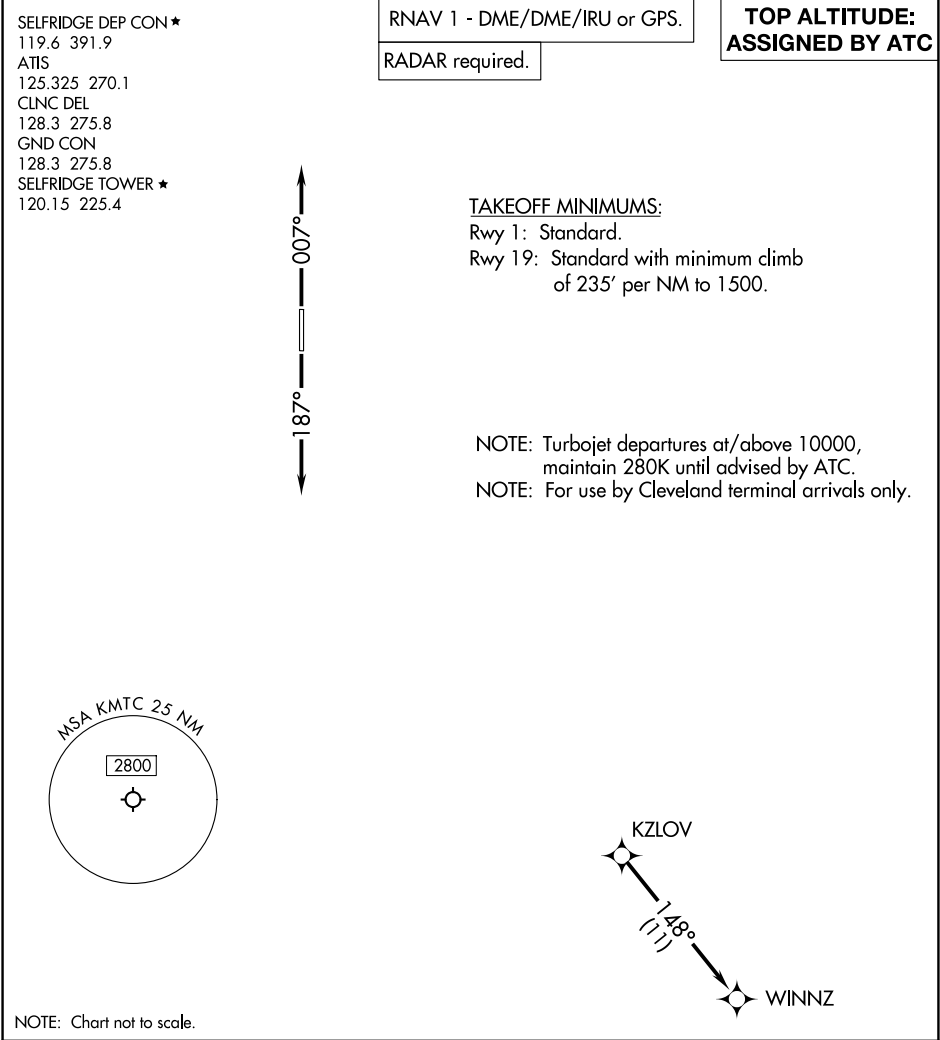 SELFRIDGE DEP CON ★
119.6 391.9
ATIS
125.325 270.1
CLNC DEL
128.3 275.8
GND CON
128.3 275.8
SELFRIDGE TOWER ★
120.15 225.4
RNAV 1 - DME/DME/IRU or GPS.
RADAR required.
TOP ALTITUDE:
ASSIGNED BY ATC
007°
187°
TAKEOFF MINIMUMS:
Rwy 1: Standard.
Rwy 19: Standard with minimum climb
of 235' per NM to 1500.
NOTE: Turbojet departures at/above 10000,
maintain 280K until advised by ATC.
NOTE: For use by Cleveland terminal arrivals only.
MSA KMTC 25 NM
2800
KZLOV
148°
(11)
WINNZ
NOTE: Chart not to scale.